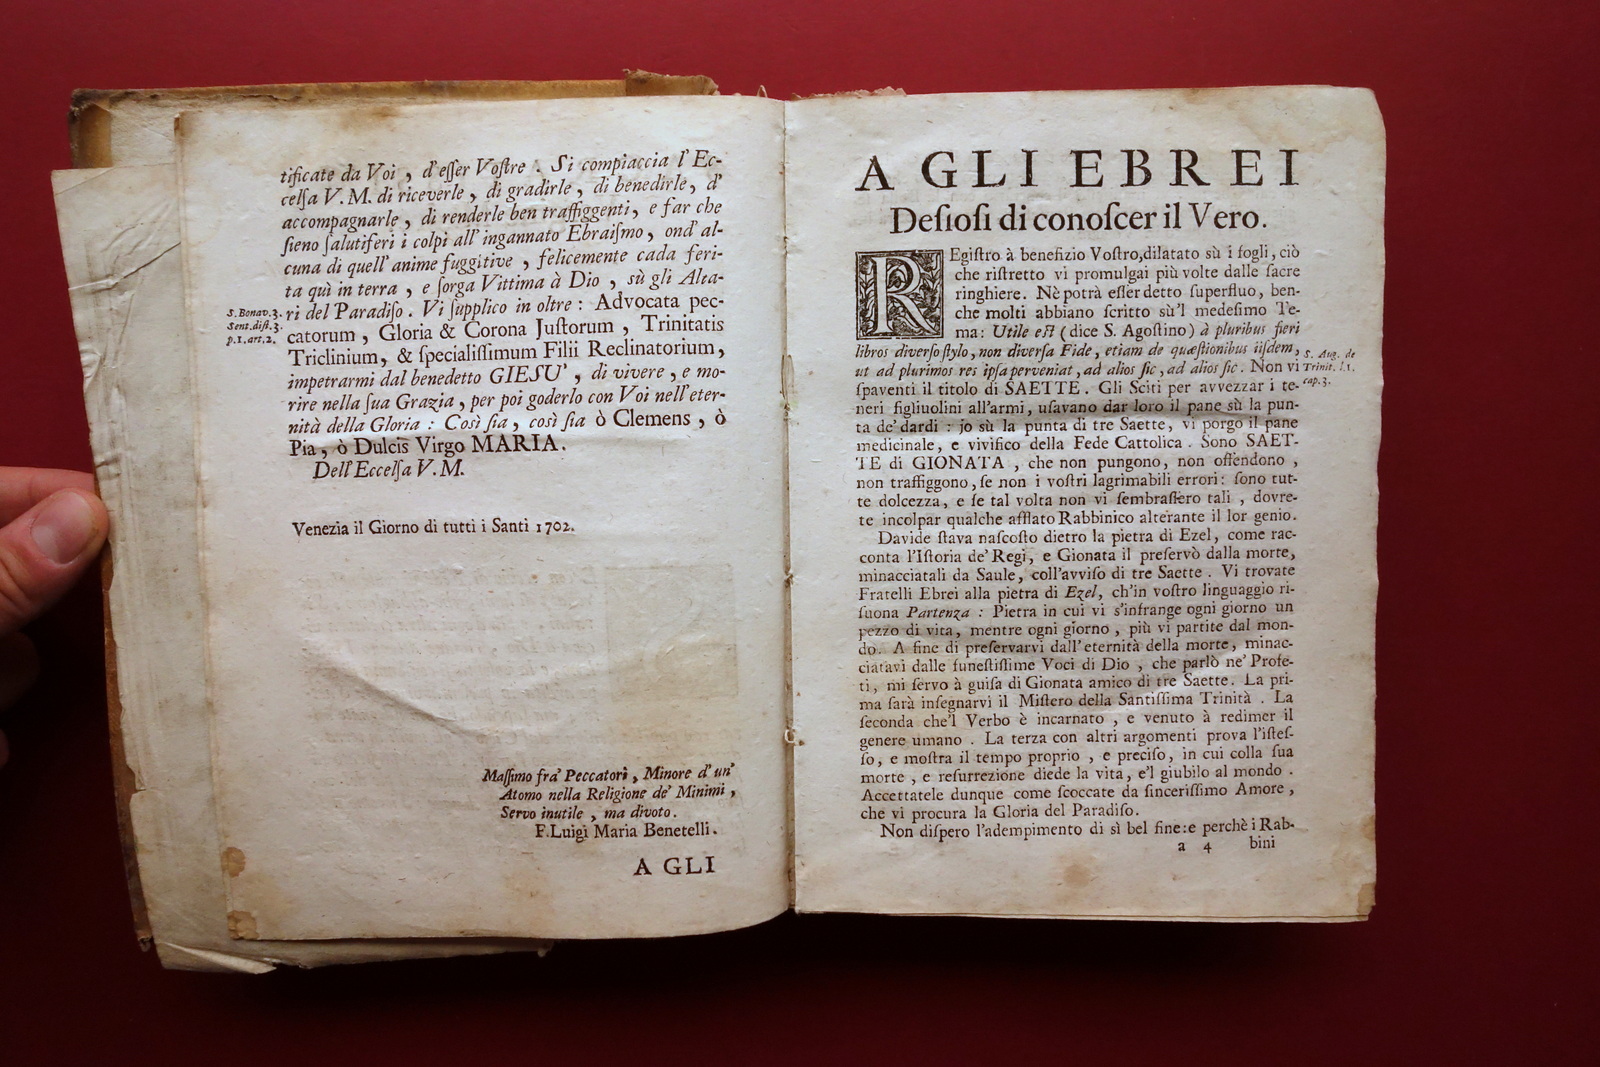 tificate da Voi , d'eſſer Voſtre . Si compiaccia l' Ec-
celſa V. M. di riceverle , di gradirle , di benedirle, d'
accompagnarle , di renderle ben traffiggenti, e far che
ſieno ſalutiferi i colpi all' ingannato Ebraiſmo, ond' al-
cuna di quell' anime fuggitive , felicemente cada feri-
ta quì in terra , e ſorga Vittima à Dio , sù gli Alta-
ri del Paradiſo . Vi ſupplico in oltre : Advocata pec-
catorum , Gloria & Corona Juſtorum , Trinitatis
Triclinium, & ſpecialiſſimum Filii Reclinatorium,
impetrarmi dal benedetto GIESU' , di vivere , e mo-
rire nella ſua Grazia , per poi goderlo con Voi nell' eter-
nità della Gloria : Così ſia , così ſia ò Clemens , ò
Pia, ò Dulcis Virgo MARIA.
Dell' Eccelſa V. M.
S. Bonav. 3.
Sent. diſt. 3.
p. 1. art. 2.
Venezia il Giorno di tutti i Santi 1702.
Maſſimo fra' Peccatori , Minore d' un'
Atomo nella Religione de' Minimi ,
Servo inutile , ma divoto.
F. Luigi Maria Benetelli.
A GLI
A GLI EBREI
Deſioſi di conoſcer il Vero.
REgiſtro à benefizio Voſtro, dilatato sù i fogli, ciò
che riſtretto vi promulgai più volte dalle ſacre
ringhiere. Nè potrà eſſer detto ſuperfluo, ben-
che molti abbiano ſcritto sù'l medeſimo Te-
ma: Utile eſt (dice S. Agoſtino) à pluribus fieri
libros diverſo ſtylo, non diverſa Fide, etiam de quæſtionibus iiſdem,
ut ad plurimos res ipſa perveniat, ad alios ſic, ad alios ſic. Non vi
ſpaventi il titolo di SAETTE. Gli Sciti per avvezzar i te-
neri figliuolini all'armi, uſavano dar loro il pane sù la pun-
ta de' dardi : jo sù la punta di tre Saette, vi porgo il pane
medicinale, e vivifico della Fede Cattolica. Sono SAET-
TE di GIONATA , che non pungono, non offendono ,
non traffiggono, ſe non i voſtri lagrimabili errori: ſono tut-
te dolcezza, e ſe tal volta non vi ſembraſſero tali , dovre-
te incolpar qualche afflato Rabbinico alterante il lor genio.
Davide ſtava naſcoſto dietro la pietra di Ezel, come rac-
conta l'Iſtoria de' Regi, e Gionata il preſervò dalla morte,
minacciatali da Saule, coll'avviſo di tre Saette . Vi trovate
Fratelli Ebrei alla pietra di Ezel, ch'in voſtro linguaggio ri-
ſuona Partenza : Pietra in cui vi s'infrange ogni giorno un
pezzo di vita, mentre ogni giorno , più vi partite dal mon-
do. A fine di preſervarvi dall'eternità della morte, minac-
ciatavi dalle funeſtiſſime Voci di Dio , che parlò ne' Profe-
ti, mi ſervo à guiſa di Gionata amico di tre Saette. La pri-
ma ſarà inſegnarvi il Miſtero della Santiſſima Trinità . La
ſeconda che'l Verbo è incarnato , e venuto à redimer il
genere umano . La terza con altri argomenti prova l'iſteſ-
ſo, e moſtra il tempo proprio , e preciſo, in cui colla ſua
morte , e reſurrezione diede la vita, e'l giubilo al mondo .
Accettatele dunque come ſcoccate da ſinceriſſimo Amore ,
che vi procura la Gloria del Paradiſo.
Non diſpero l'adempimento di sì bel fine: e perchè i Rab-
a 4 bini
S. Aug. de
Trinit. l. 1.
cap. 3.